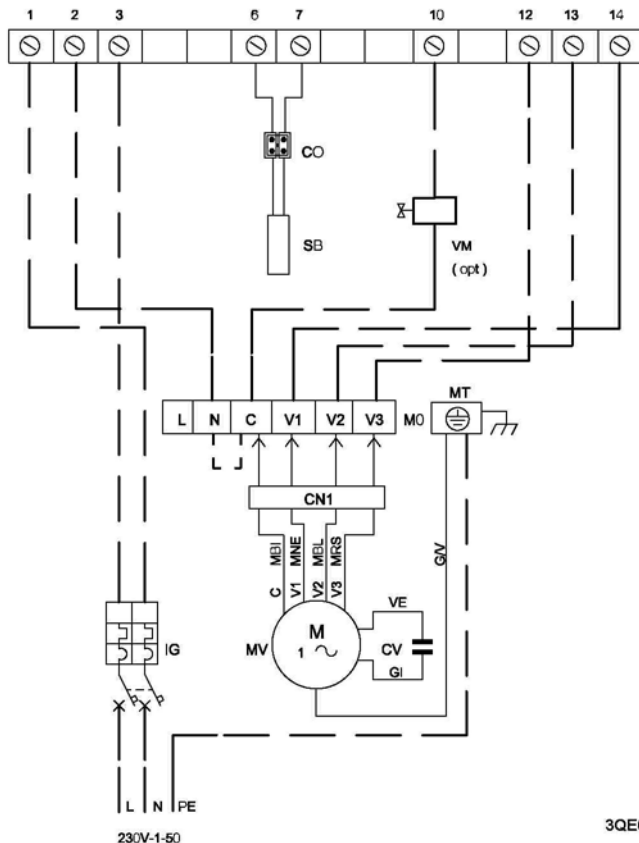 1 2 3 6 7 10 12 13 14
CO
SB
VM
( opt )
MT
L N C V1 V2 V3 M0
CN1
MBI MNE MBL MRS
G/V
C V1 V2 V3
VE
M
1
MV
CV
GI
IG
L N PE
230V-1-50